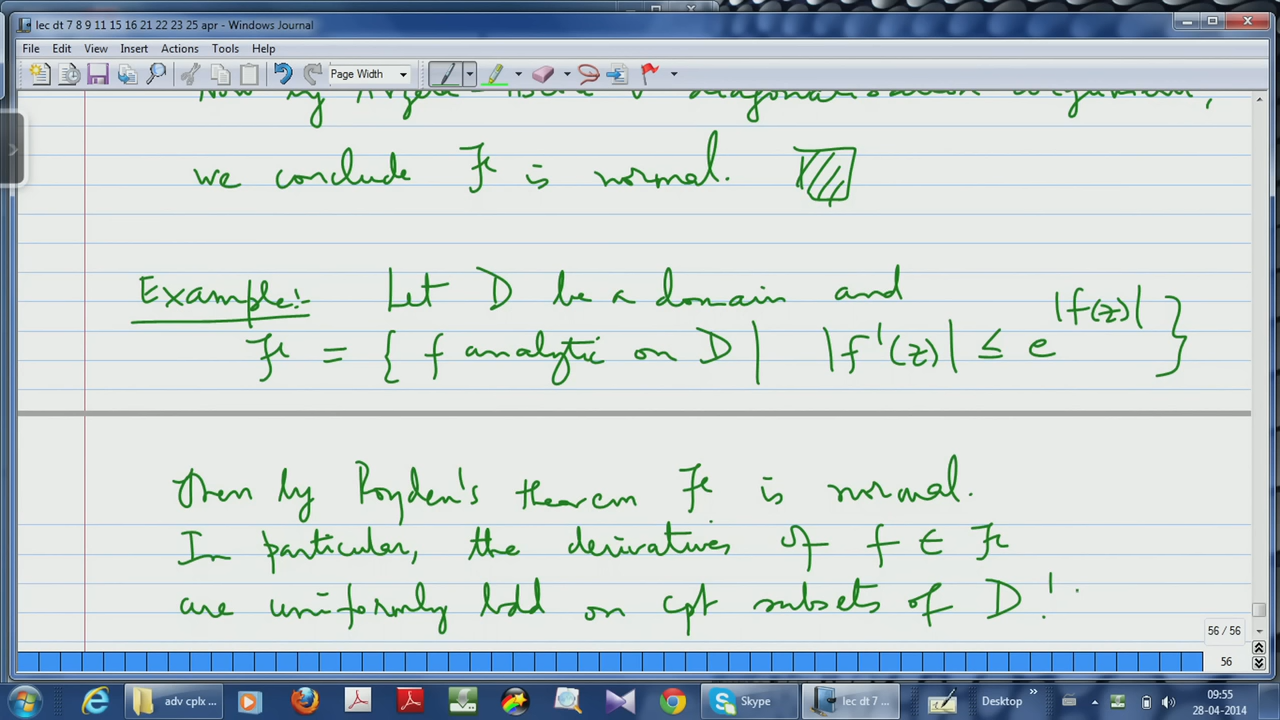 lec dt 7 8 9 11 15 16 21 22 23 25 apr - Windows Journal
File Edit View Insert Actions Tools Help
Page Width
we conclude ℱ is normal.
Example:- Let D be a domain and
ℱ = { f analytic on D | |f'(z)| ≤ e^|f(z)| }
Then by Royden's theorem ℱ is normal.
In particular, the derivatives of f ∈ ℱ
are uniformly bdd on cpt subsets of D!
56 / 56
56
adv cplx ...
Skype
lec dt 7 ...
Desktop
09:55
28-04-2014